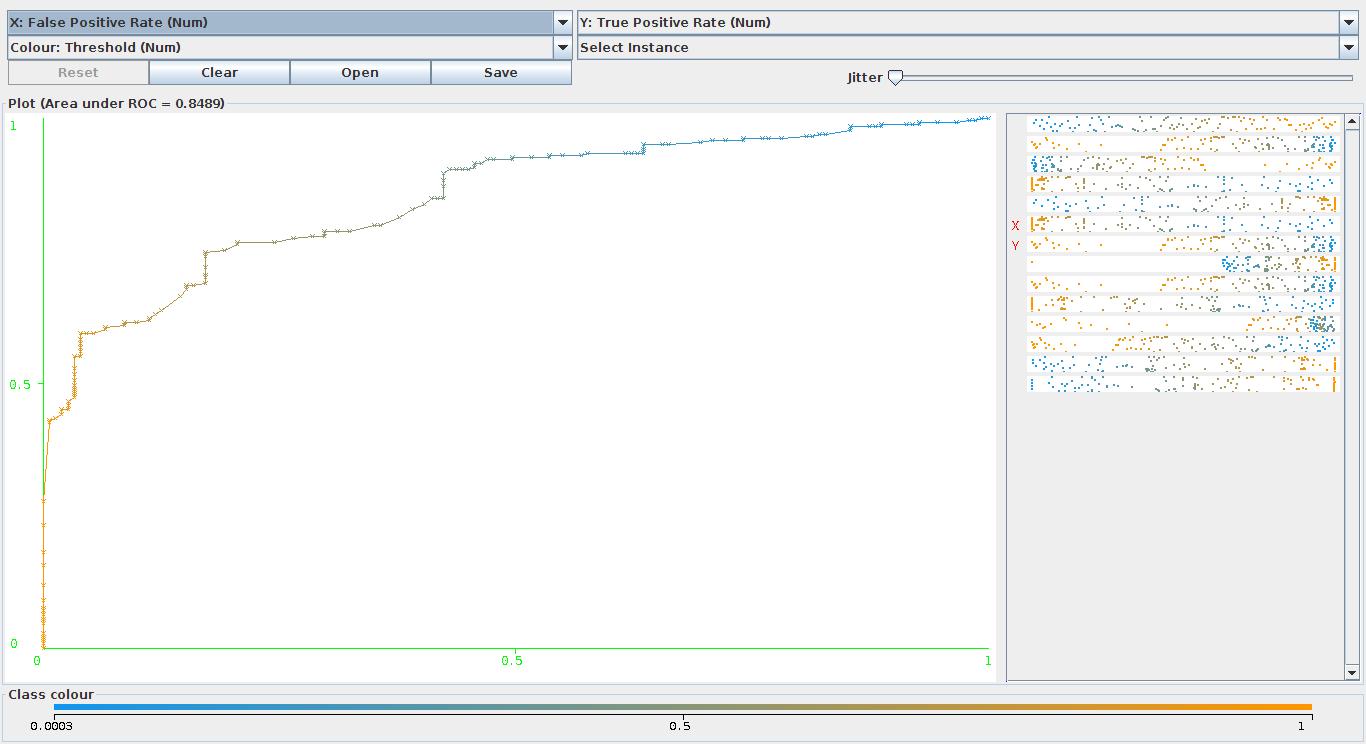 X: False Positive Rate (Num)
Y: True Positive Rate (Num)
Colour: Threshold (Num)
Select Instance
Reset
Clear
Open
Save
Jitter
Plot (Area under ROC = 0.8489)
1
0.5
0
0
0.5
1
X
Y
Class colour
0.0003
0.5
1